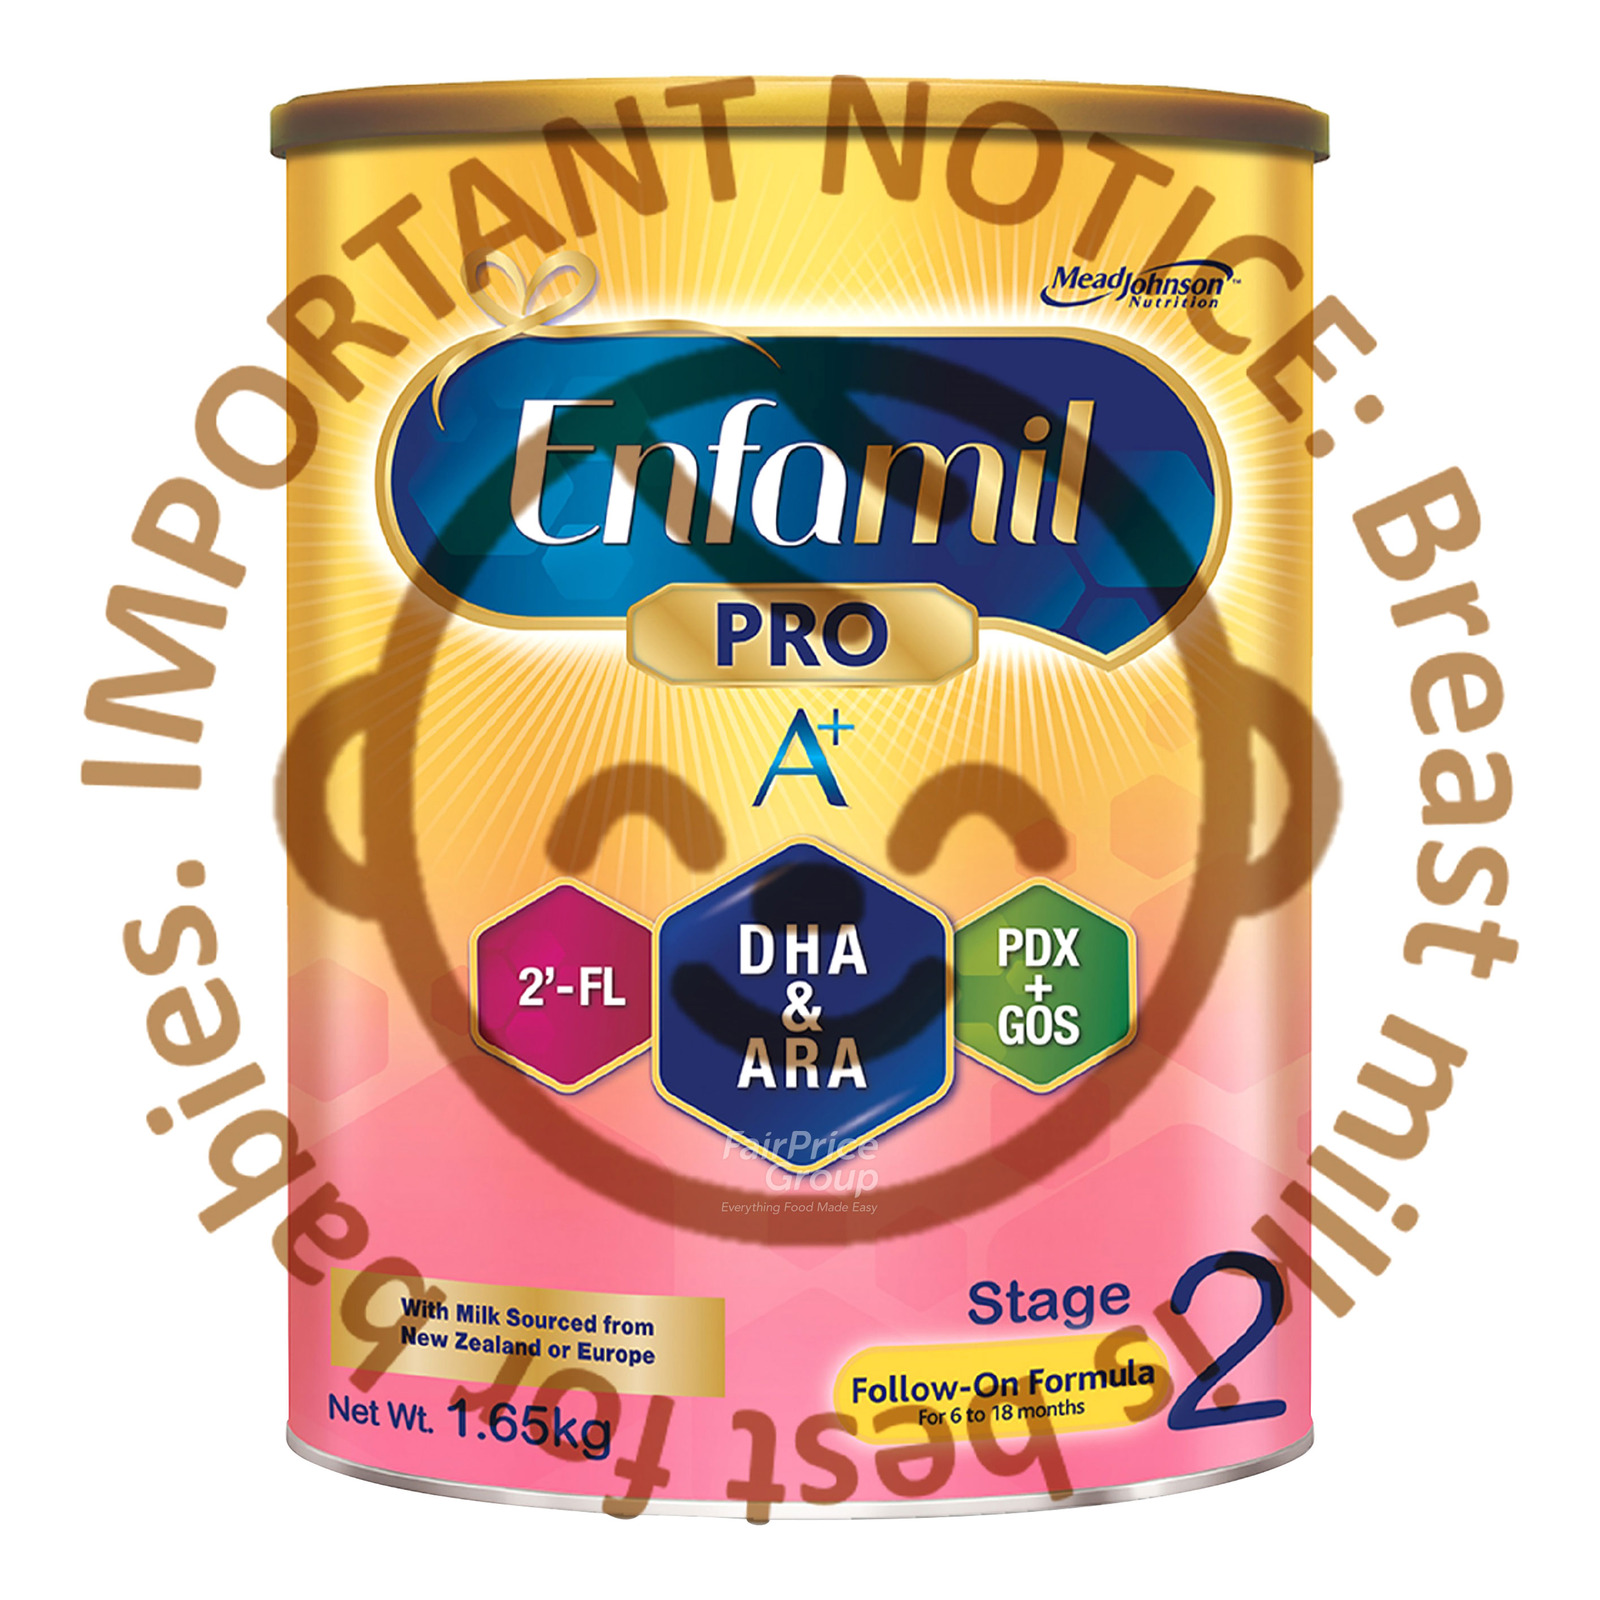 IMPORTANT NOTICE: Breast milk is best for babies.
MeadJohnson™
Nutrition
Enfamil
PRO
A+
2'-FL
DHA
&
ARA
PDX
+
GOS
FairPrice
Group
Everything Food Made Easy
With Milk Sourced from
New Zealand or Europe
Net Wt. 1.65kg
Stage 2
Follow-On Formula
For 6 to 18 months